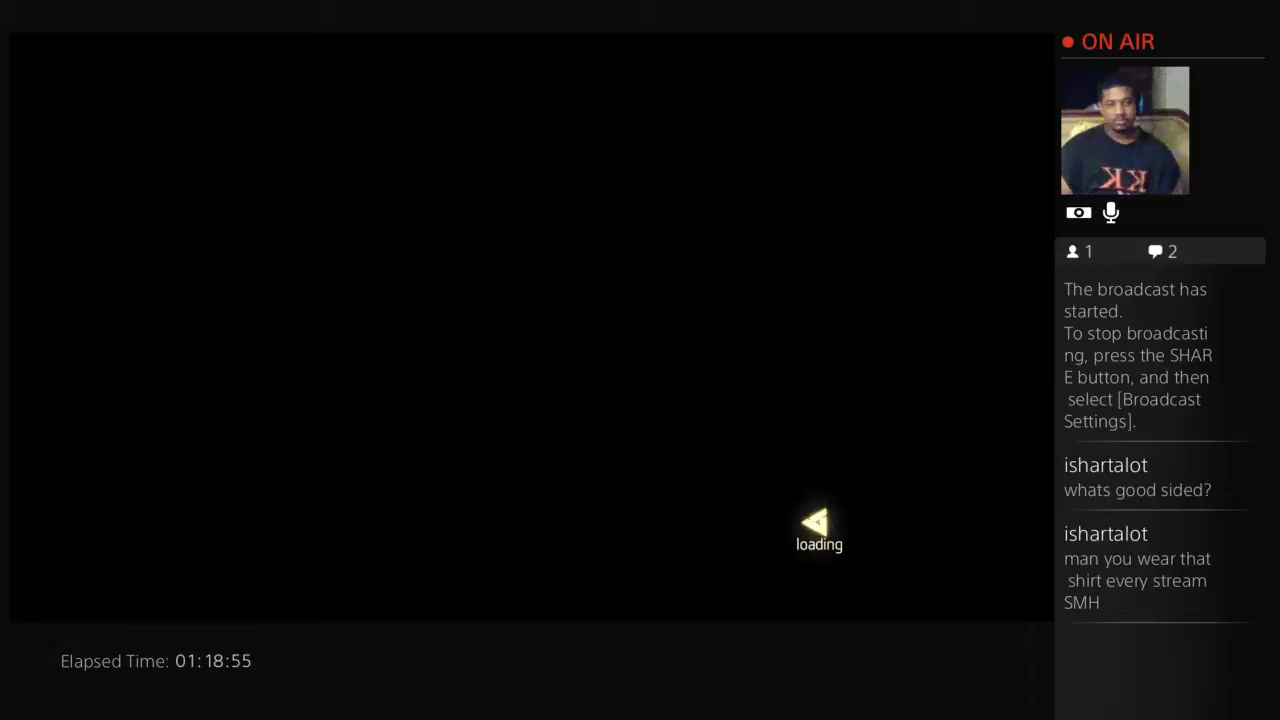 ON AIR
KK
1
2
The broadcast has
started.
To stop broadcasti
ng, press the SHAR
E button, and then
select [Broadcast
Settings].
ishartalot
whats good sided?
ishartalot
man you wear that
shirt every stream
SMH
loading
Elapsed Time: 01:18:55